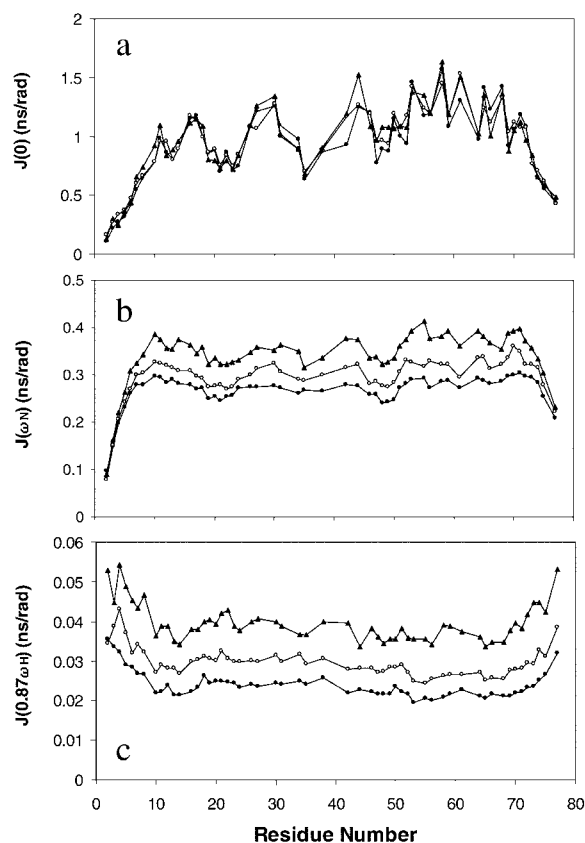 a
J(0) (ns/rad)
2
1.5
1
0.5
0
b
J(ωN) (ns/rad)
0.5
0.4
0.3
0.2
0.1
0
c
J(0.87ωH) (ns/rad)
0.06
0.05
0.04
0.03
0.02
0.01
0
0 10 20 30 40 50 60 70 80
Residue Number